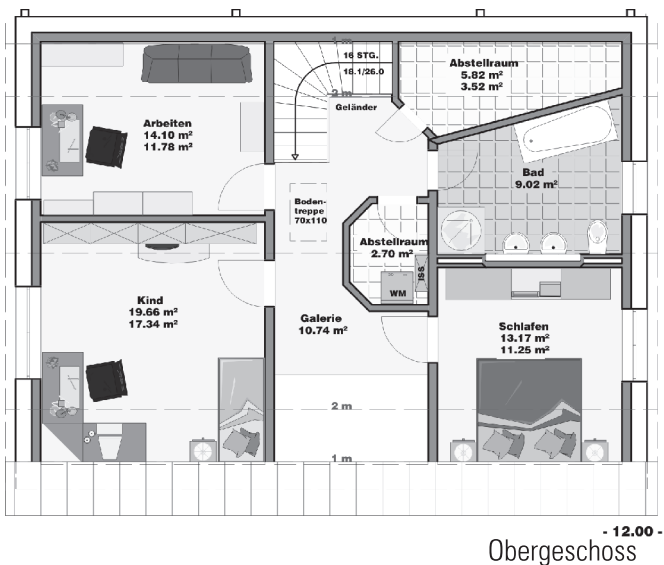 1 m
16 STG.
18.1/26.0
2 m
Geländer
Abstellraum
5.82 m²
3.52 m²
Arbeiten
14.10 m²
11.78 m²
Bad
9.02 m²
Boden-
treppe
70x110
Abstellraum
2.70 m²
ISS
WM
Kind
19.66 m²
17.34 m²
Galerie
10.74 m²
Schlafen
13.17 m²
11.25 m²
2 m
1 m
- 12.00 -
Obergeschoss